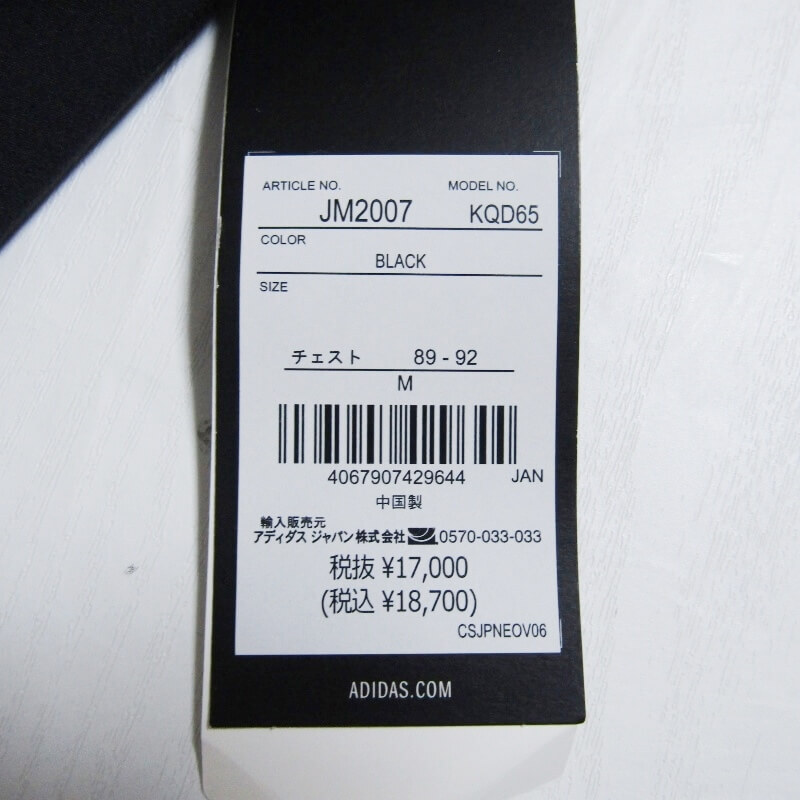 ARTICLE NO. MODEL NO.
JM2007 KQD65
COLOR
BLACK
SIZE
チェスト 89 - 92
M
4067907429644 JAN
中国製
輸入販売元
アディダス ジャパン株式会社 0570-033-033
税抜 ¥17,000
(税込 ¥18,700)
CSJPNEOV06
ADIDAS.COM